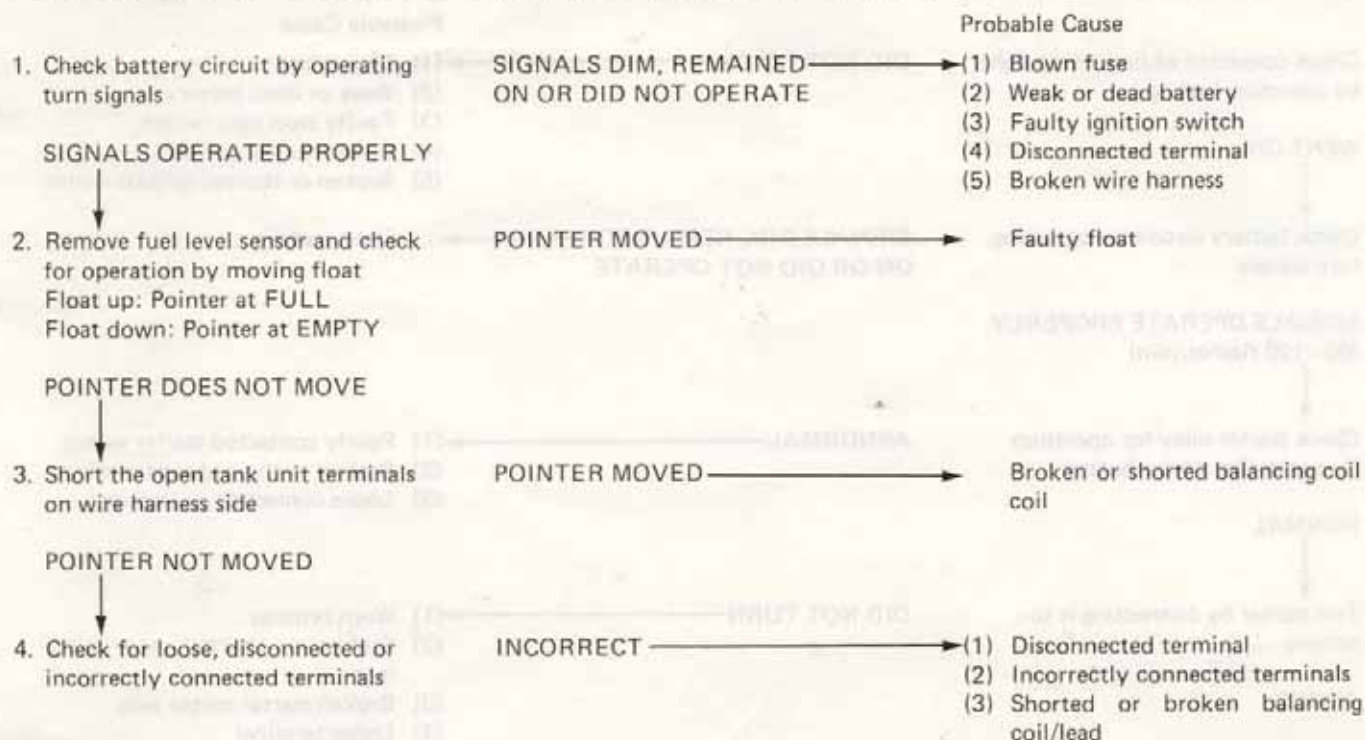 Probable Cause
1. Check battery circuit by operating turn signals
SIGNALS DIM, REMAINED ON OR DID NOT OPERATE
(1) Blown fuse
(2) Weak or dead battery
(3) Faulty ignition switch
(4) Disconnected terminal
(5) Broken wire harness
SIGNALS OPERATED PROPERLY
2. Remove fuel level sensor and check
for operation by moving float
Float up: Pointer at FULL
Float down: Pointer at EMPTY
POINTER MOVED
Faulty float
POINTER DOES NOT MOVE
3. Short the open tank unit terminals
on wire harness side
POINTER MOVED
Broken or shorted balancing coil
coil
POINTER NOT MOVED
4. Check for loose, disconnected or
incorrectly connected terminals
INCORRECT
(1) Disconnected terminal
(2) Incorrectly connected terminals
(3) Shorted or broken balancing
coil/lead